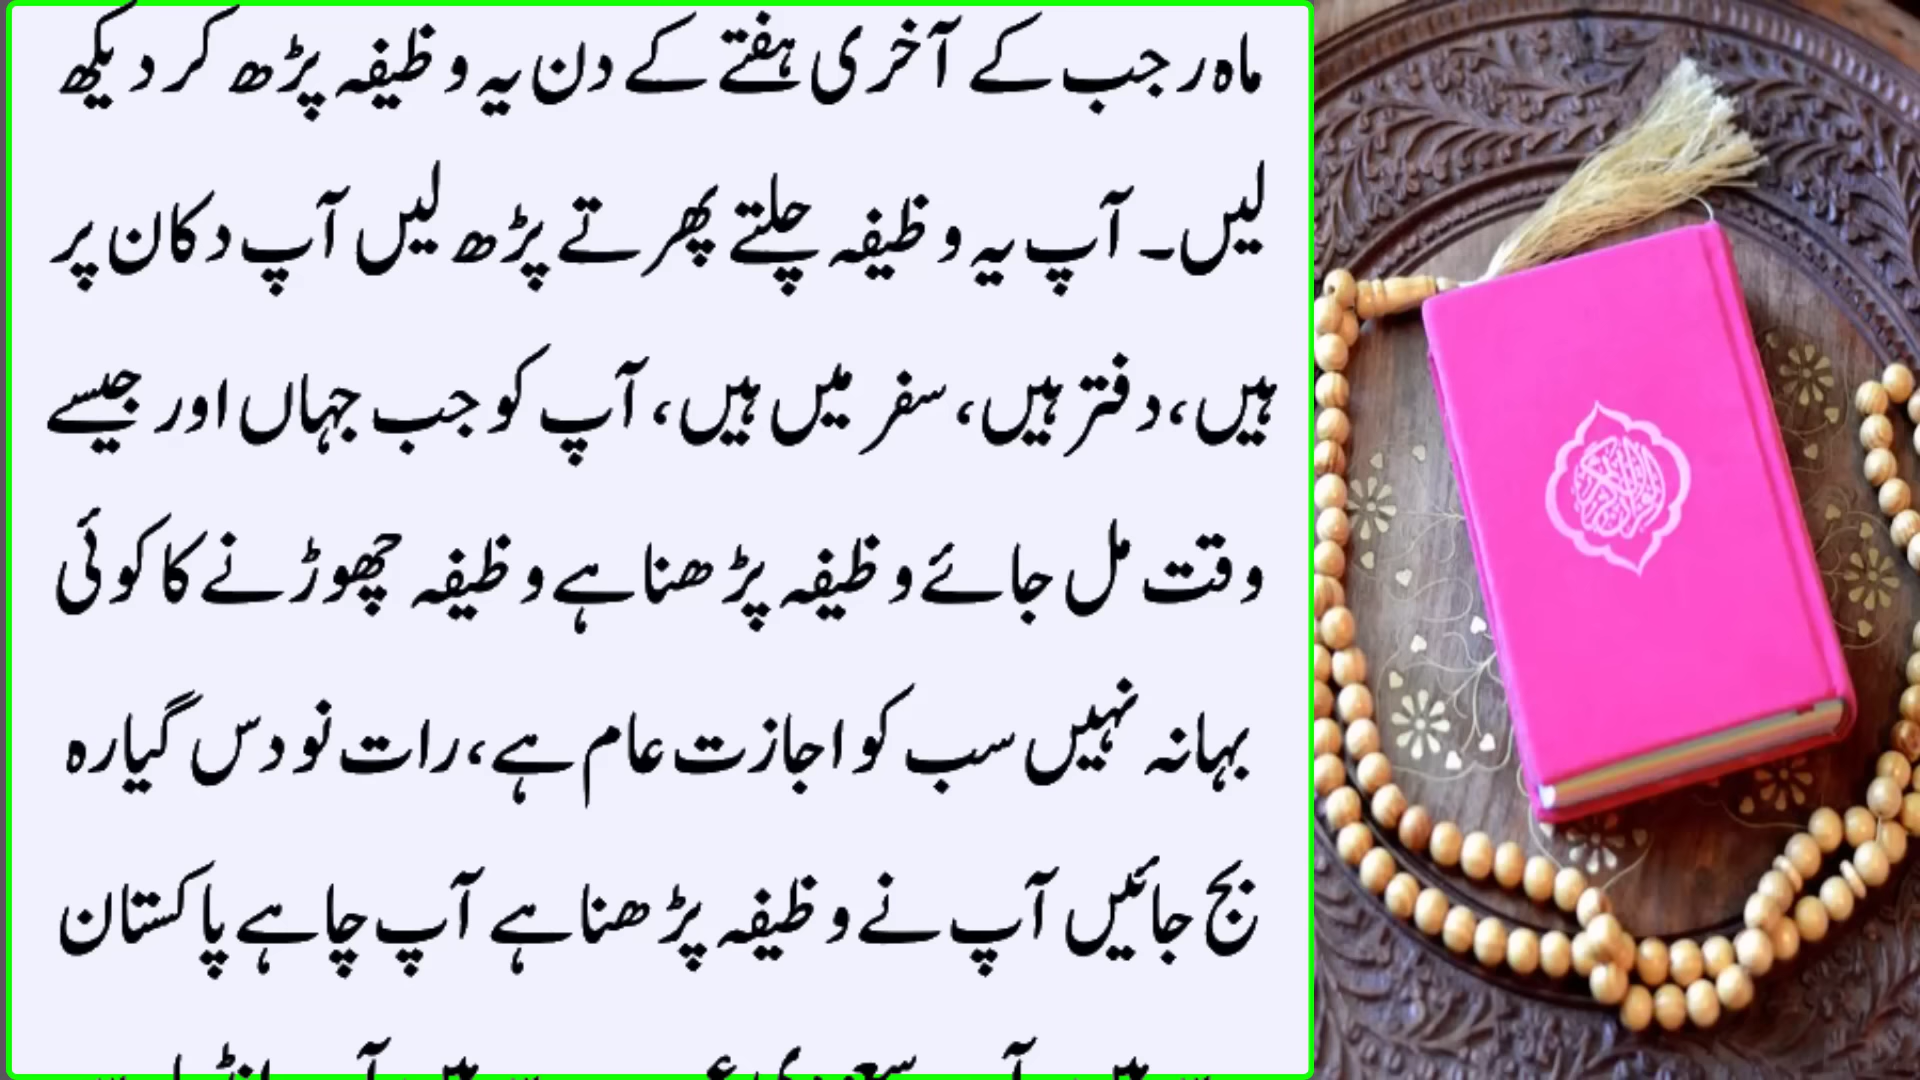 ماہ رجب کے آخری ہفتے کے دن یہ وظیفہ پڑھ کر دیکھ
لیں۔ آپ یہ وظیفہ چلتے پھرتے پڑھ لیں آپ دکان پر
ہیں، دفتر ہیں، سفر میں ہیں، آپ کو جب جہاں اور جیسے
وقت مل جائے وظیفہ پڑھنا ہے وظیفہ چھوڑنے کا کوئی
بہانہ نہیں سب کو اجازت عام ہے، رات نو دس گیارہ
بج جائیں آپ نے وظیفہ پڑھنا ہے آپ چاہے پاکستان